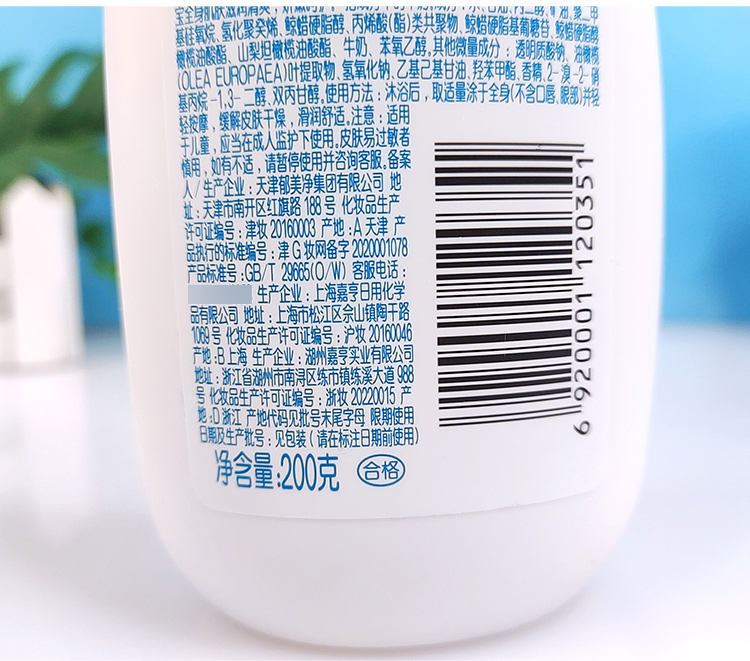 宝全身肌肤滋润清爽
基硅氧烷、氢化聚癸烯、鲸蜡硬脂醇、丙烯酸(酯)类共聚物、鲸蜡硬脂基葡糖苷、鲸蜡硬脂醇
橄榄油酸酯、山梨坦橄榄油酸酯、牛奶、苯氧乙醇。其他微量成分：透明质酸钠、油橄榄
(OLEA EUROPAEA)叶提取物、氢氧化钠、乙基己基甘油、羟苯甲酯、香精、2-溴-2-硝
基丙烷-1,3-二醇、双丙甘醇。使用方法：沐浴后，取适量涂于全身(不含口唇、眼部)并轻
轻按摩，缓解皮肤干燥，滑润舒适。注意：适用
于儿童，应当在成人监护下使用。皮肤易过敏者
慎用，如有不适，请暂停使用并咨询客服。备案
人/生产企业：天津郁美净集团有限公司 地
址：天津市南开区红旗路188号 化妆品生产
许可证编号：津妆20160003 产地：A天津 产
品执行的标准编号：津G妆网备字2020001078
产品标准号：GB/T 29665(O/W) 客服电话：
生产企业：上海嘉亨日用化学
品有限公司 地址：上海市松江区佘山镇陶干路
1069号 化妆品生产许可证编号：沪妆20160046
产地：B上海 生产企业：湖州嘉亨实业有限公司
地址：浙江省湖州市南浔区练市镇练溪大道988
号 化妆品生产许可证编号：浙妆20220015 产
地：D浙江 产地代码见批号末尾字母 限期使用
日期及生产批号：见包装(请在标注日期前使用)
净含量:200克 合格
6 920001 120351